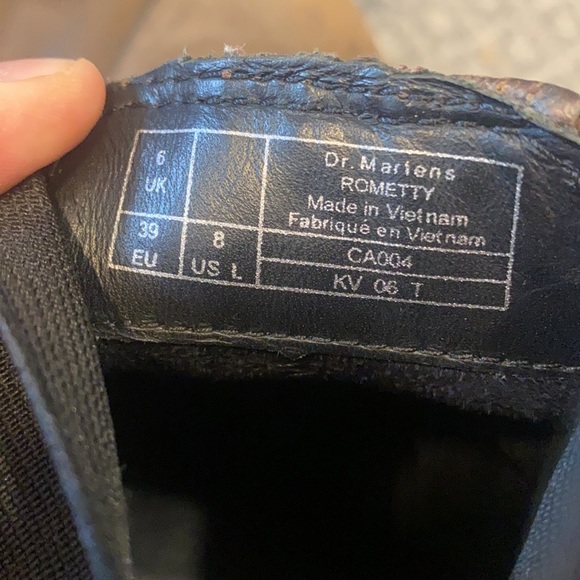 6
UK
39
EU
8
US L
Dr. Martens
ROMETTY
Made in Vietnam
Fabriqué en Vietnam
CA004
KV 06 T